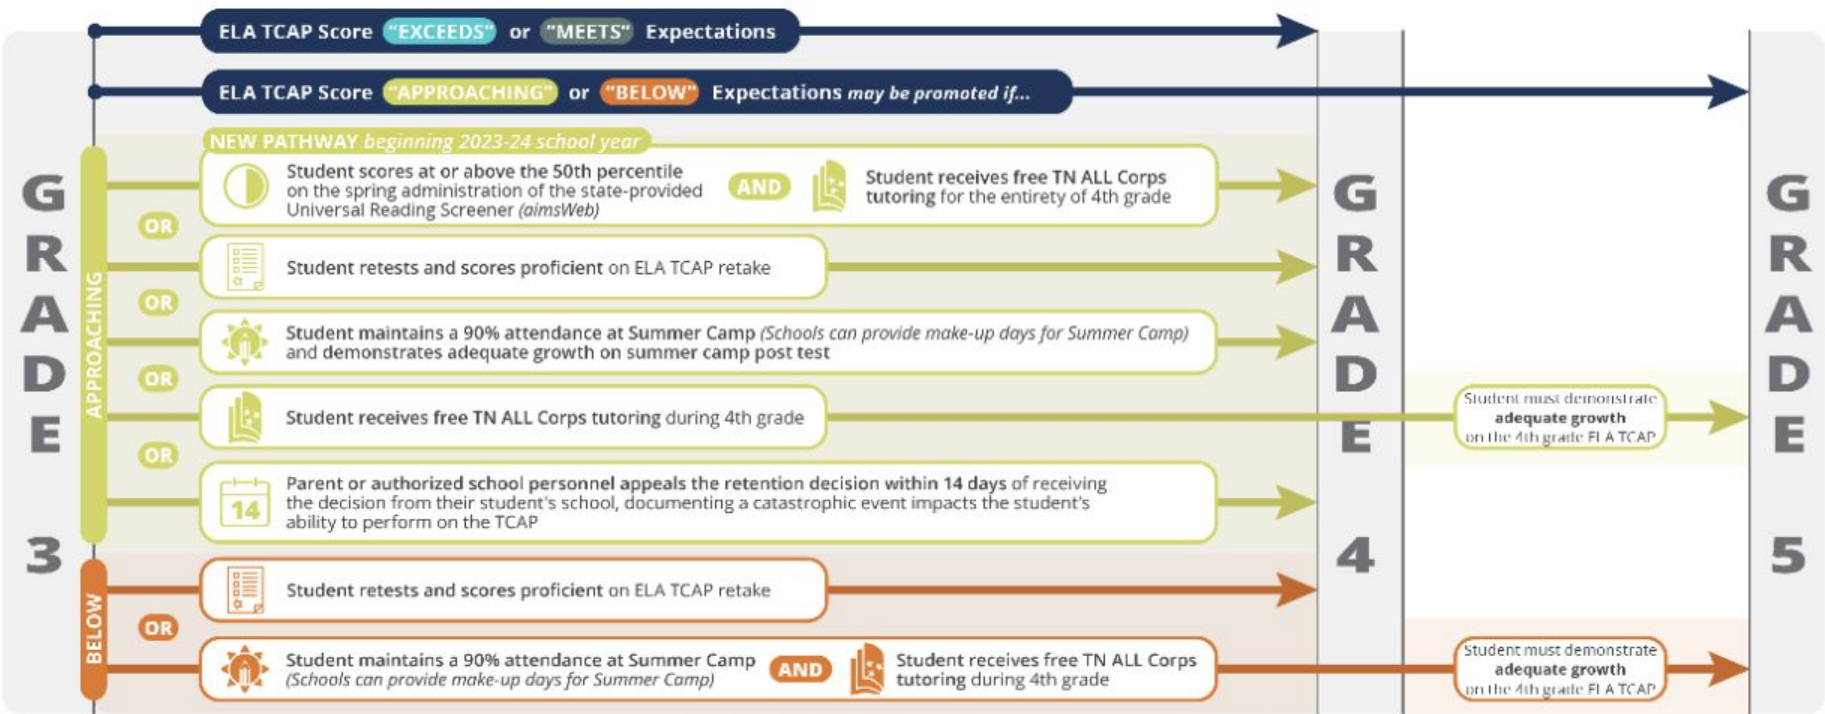 ELA TCAP Score "EXCEEDS" or "MEETS" Expectations
ELA TCAP Score "APPROACHING" or "BELOW" Expectations may be promoted if...
GRADE 3
APPROACHING
NEW PATHWAY beginning 2023-24 school year
Student scores at or above the 50th percentile
on the spring administration of the state-provided
Universal Reading Screener (aimsWeb)
AND
Student receives free TN ALL Corps
tutoring for the entirety of 4th grade
OR
Student retests and scores proficient on ELA TCAP retake
OR
Student maintains a 90% attendance at Summer Camp (Schools can provide make-up days for Summer Camp)
and demonstrates adequate growth on summer camp post test
OR
Student receives free TN ALL Corps tutoring during 4th grade
Student must demonstrate
adequate growth
on the 4th grade ELA TCAP
OR
14
Parent or authorized school personnel appeals the retention decision within 14 days of receiving
the decision from their student's school, documenting a catastrophic event impacts the student's
ability to perform on the TCAP
BELOW
Student retests and scores proficient on ELA TCAP retake
OR
Student maintains a 90% attendance at Summer Camp
(Schools can provide make-up days for Summer Camp)
AND
Student receives free TN ALL Corps
tutoring during 4th grade
Student must demonstrate
adequate growth
on the 4th grade ELA TCAP
GRADE 4
GRADE 5